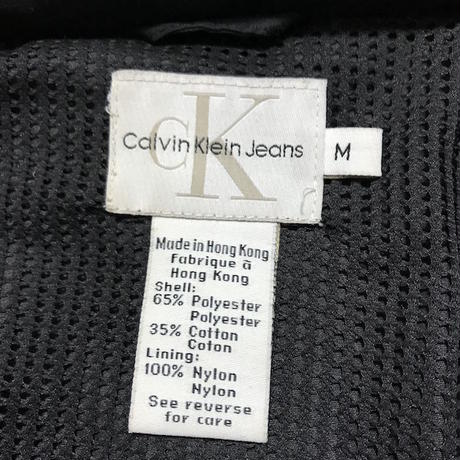 cK
Calvin Klein Jeans
M
Made in Hong Kong
Fabrique à
Hong Kong
Shell:
65% Polyester
Polyester
35% Cotton
Coton
Lining:
100% Nylon
Nylon
See reverse
for care